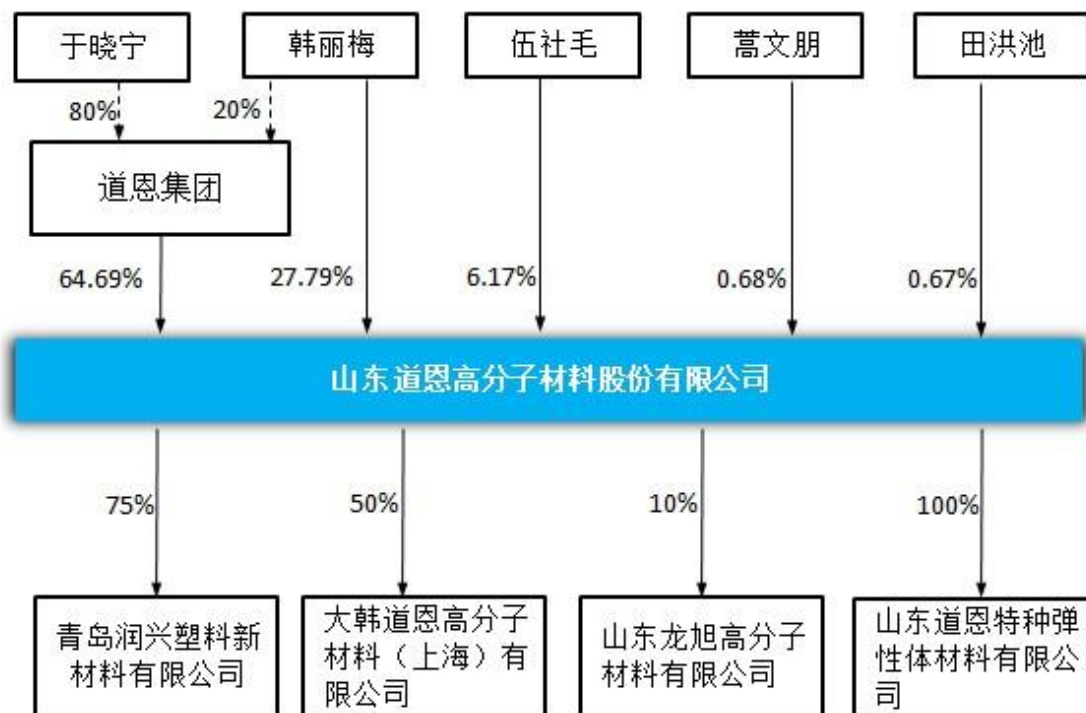 于晓宁
韩丽梅
伍社毛
蒿文朋
田洪池
80%
20%
道恩集团
64.69%
27.79%
6.17%
0.68%
0.67%
山东道恩高分子材料股份有限公司
75%
50%
10%
100%
青岛润兴塑料新
材料有限公司
大韩道恩高分子
材料（上海）有
限公司
山东龙旭高分子
材料有限公司
山东道恩特种弹
性体材料有限公
司